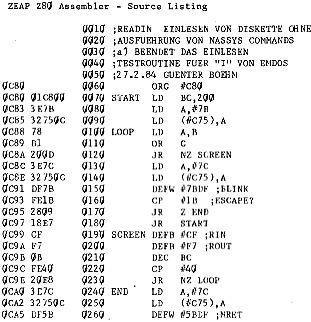 ZEAP Z80 Assembler - Source Listing
0010 ;READIN EINLESEN VON DISKETTE OHNE
0020 ;AUSFUEHRUNG VON NASSYS COMMANDS
0030 ;@) BEENDET DAS EINLESEN
0040 ;TESTROUTINE FUER "I" VON EMDOS
0050 ;27.2.84 GUENTER BOEHM
0C80 0060 ORG #C80
0C80 01C800 0070 START LD BC,200
0C83 3E7B 0080 LD A,#7B
0C85 32750C 0090 LD (#C75),A
0C88 78 0100 LOOP LD A,B
0C89 B1 0110 OR C
0C8A 200D 0120 JR NZ SCREEN
0C8C 3E7C 0130 LD A,#7C
0C8E 32750C 0140 LD (#C75),A
0C91 DF7B 0150 DEFW #7BDF ;BLINK
0C93 FE1B 0160 CP #1B ;ESCAPE?
0C95 2809 0170 JR Z END
0C97 18E7 0180 JR START
0C99 CF 0190 SCREEN DEFB #CF ;RIN
0C9A F7 0200 DEFB #F7 ;ROUT
0C9B 0B 0210 DEC BC
0C9C FE40 0220 CP #40
0C9E 20E8 0230 JR NZ LOOP
0CA0 3E7C 0240 END LD A,#7C
0CA2 32750C 0250 LD (#C75),A
0CA5 DF5B 0260 DEFW #5BDF ;NRET